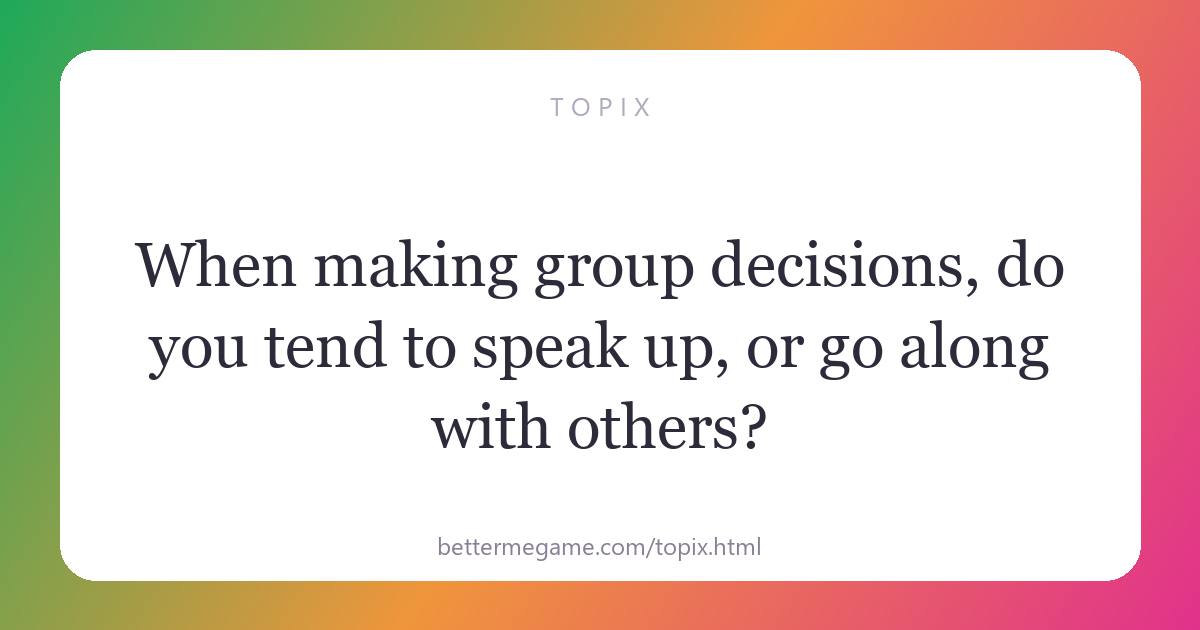 TOPIX
When making group decisions, do
you tend to speak up, or go along
with others?
bettermegame.com/topix.html